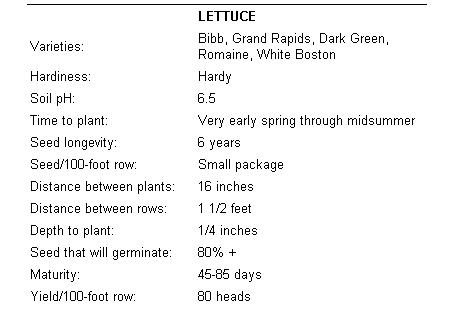 LETTUCE
Varieties: Bibb, Grand Rapids, Dark Green,
Romaine, White Boston
Hardiness: Hardy
Soil pH: 6.5
Time to plant: Very early spring through midsummer
Seed longevity: 6 years
Seed/100-foot row: Small package
Distance between plants: 16 inches
Distance between rows: 1 1/2 feet
Depth to plant: 1/4 inches
Seed that will germinate: 80% +
Maturity: 45-85 days
Yield/100-foot row: 80 heads